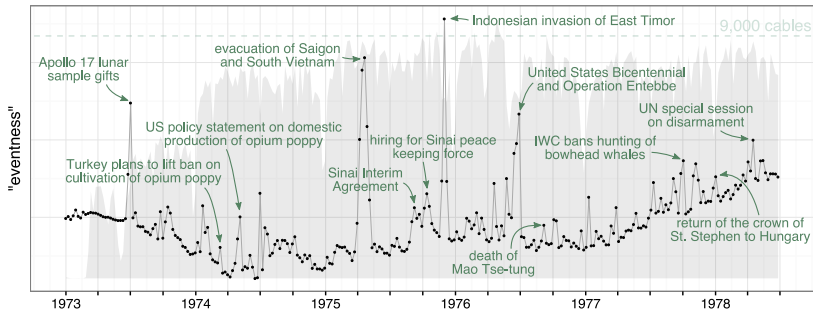 Indonesian invasion of East Timor
9,000 cables
evacuation of Saigon
and South Vietnam
Apollo 17 lunar
sample gifts
United States Bicentennial
and Operation Entebbe
UN special session
on disarmament
US policy statement on domestic
production of opium poppy
hiring for Sinai peace
keeping force
IWC bans hunting of
bowhead whales
Turkey plans to lift ban on
cultivation of opium poppy
Sinai Interim
Agreement
"eventness"
return of the crown of
St. Stephen to Hungary
death of
Mao Tse-tung
1973 1974 1975 1976 1977 1978